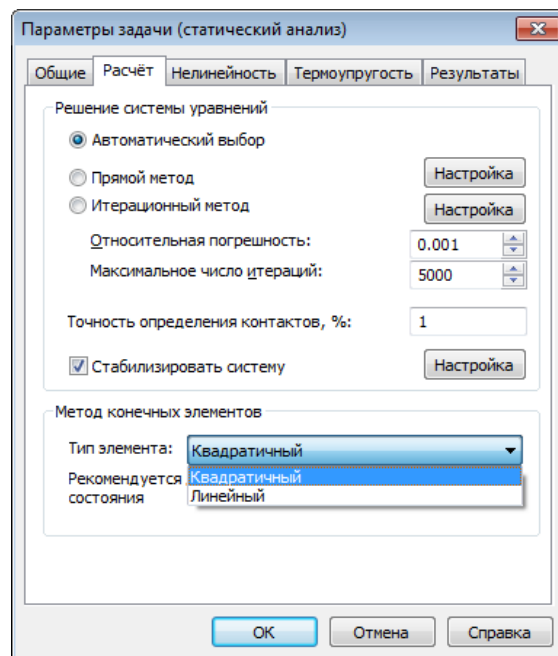 Параметры задачи (статический анализ)
Общие Расчёт Нелинейность Термоупругость Результаты
Решение системы уравнений
Автоматический выбор
Прямой метод Настройка
Итерационный метод Настройка
Относительная погрешность: 0.001
Максимальное число итераций: 5000
Точность определения контактов, %: 1
Стабилизировать систему Настройка
Метод конечных элементов
Тип элемента: Квадратичный
Рекомендуется Квадратичный
состояния Линейный
ОК Отмена Справка